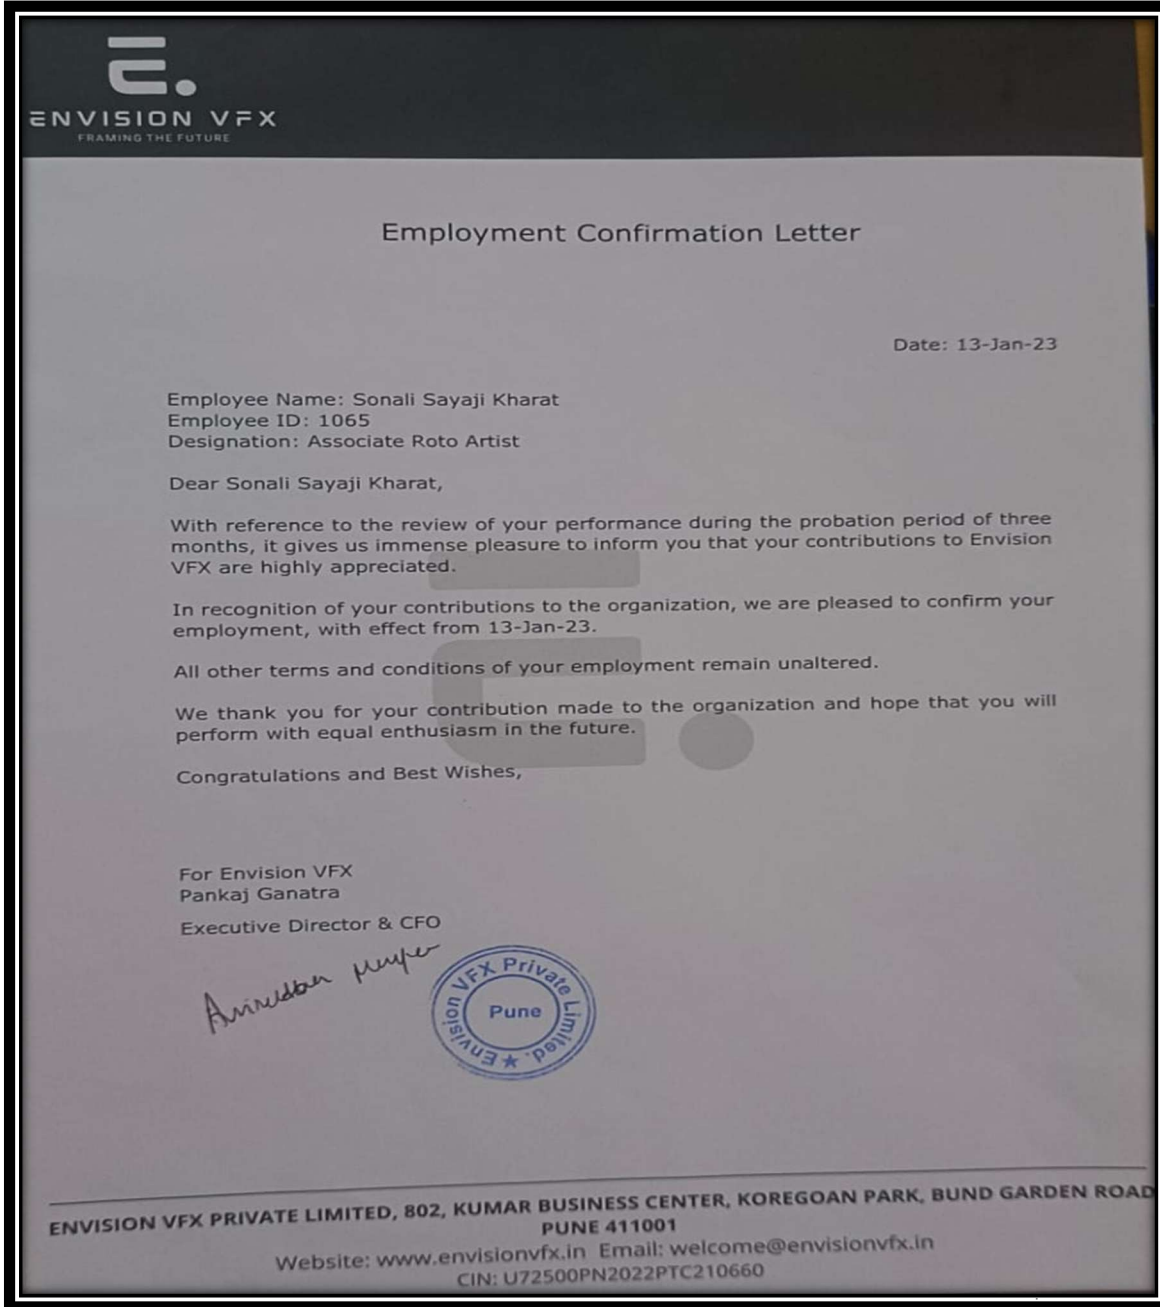 E.
ENVISION VFX
FRAMING THE FUTURE
Employment Confirmation Letter
Date: 13-Jan-23
Employee Name: Sonali Sayaji Kharat
Employee ID: 1065
Designation: Associate Roto Artist
Dear Sonali Sayaji Kharat,
With reference to the review of your performance during the probation period of three
months, it gives us immense pleasure to inform you that your contributions to Envision
VFX are highly appreciated.
In recognition of your contributions to the organization, we are pleased to confirm your
employment, with effect from 13-Jan-23.
All other terms and conditions of your employment remain unaltered.
We thank you for your contribution made to the organization and hope that you will
perform with equal enthusiasm in the future.
Congratulations and Best Wishes,
For Envision VFX
Pankaj Ganatra
Executive Director & CFO
Envision VFX Private Limited.
Pune
ENVISION VFX PRIVATE LIMITED, 802, KUMAR BUSINESS CENTER, KOREGOAN PARK, BUND GARDEN ROAD
PUNE 411001
Website: www.envisionvfx.in Email: welcome@envisionvfx.in
CIN: U72500PN2022PTC210660